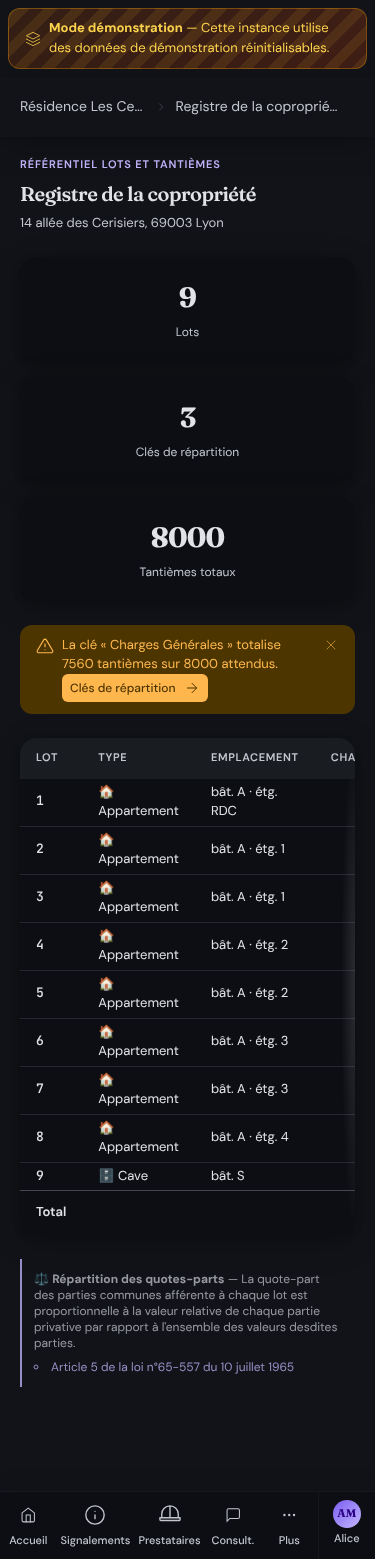 Mode démonstration — Cette instance utilise
des données de démonstration réinitialisables.
Résidence Les Ce... Registre de la coproprié...
RÉFÉRENTIEL LOTS ET TANTIÈMES
Registre de la copropriété
14 allée des Cerisiers, 69003 Lyon
9
Lots
3
Clés de répartition
8000
Tantièmes totaux
La clé « Charges Générales » totalise
7560 tantièmes sur 8000 attendus.
Clés de répartition
LOT TYPE EMPLACEMENT CHA
1 Appartement bât. A · étg. RDC
2 Appartement bât. A · étg. 1
3 Appartement bât. A · étg. 1
4 Appartement bât. A · étg. 2
5 Appartement bât. A · étg. 2
6 Appartement bât. A · étg. 3
7 Appartement bât. A · étg. 3
8 Appartement bât. A · étg. 4
9 Cave bât. S
Total
Répartition des quotes-parts — La quote-part
des parties communes afférente à chaque lot est
proportionnelle à la valeur relative de chaque partie
privative par rapport à l'ensemble des valeurs desdites
parties.
Article 5 de la loi n°65-557 du 10 juillet 1965
AM
Accueil Signalements Prestataires Consult. Plus Alice